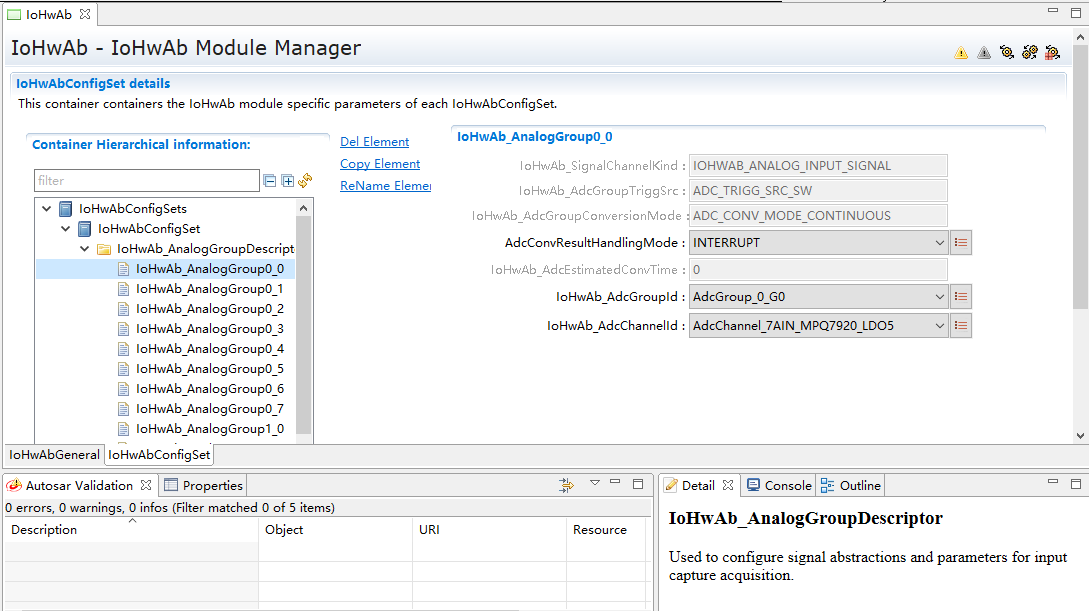 IoHwAb
IoHwAb - IoHwAb Module Manager
IoHwAbConfigSet details
This container containers the IoHwAb module specific parameters of each IoHwAbConfigSet.
Container Hierarchical information:
filter
IoHwAbConfigSets
IoHwAbConfigSet
IoHwAb_AnalogGroupDescript
IoHwAb_AnalogGroup0_0
IoHwAb_AnalogGroup0_1
IoHwAb_AnalogGroup0_2
IoHwAb_AnalogGroup0_3
IoHwAb_AnalogGroup0_4
IoHwAb_AnalogGroup0_5
IoHwAb_AnalogGroup0_6
IoHwAb_AnalogGroup0_7
IoHwAb_AnalogGroup1_0
Del Element
Copy Element
ReName Elemen
IoHwAb_AnalogGroup0_0
IoHwAb_SignalChannelKind : IOHWAB_ANALOG_INPUT_SIGNAL
IoHwAb_AdcGroupTriggSrc : ADC_TRIGG_SRC_SW
IoHwAb_AdcGroupConversionMode : ADC_CONV_MODE_CONTINUOUS
AdcConvResultHandlingMode : INTERRUPT
IoHwAb_AdcEstimatedConvTime : 0
IoHwAb_AdcGroupId : AdcGroup_0_G0
IoHwAb_AdcChannelId : AdcChannel_7AIN_MPQ7920_LDO5
IoHwAbGeneral IoHwAbConfigSet
Autosar Validation Properties
0 errors, 0 warnings, 0 infos (Filter matched 0 of 5 items)
Description Object URI Resource
Detail Console Outline
IoHwAb_AnalogGroupDescriptor
Used to configure signal abstractions and parameters for input
capture acquisition.